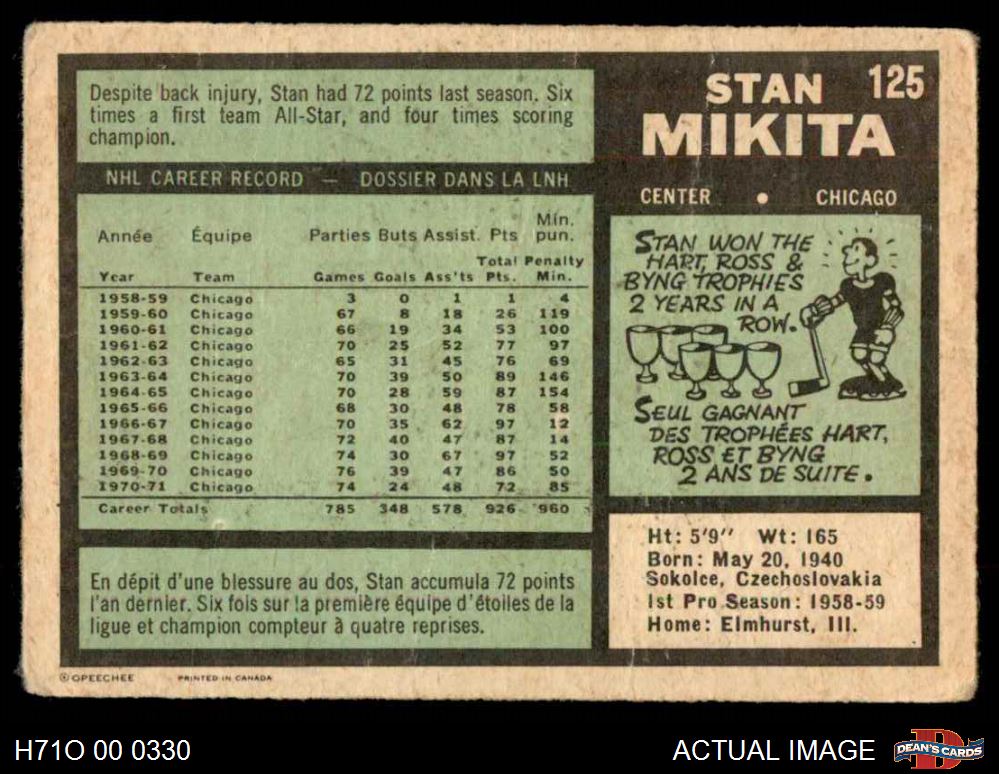 Despite back injury, Stan had 72 points last season. Six
times a first team All-Star, and four times scoring
champion.
STAN 125
MIKITA
CENTER • CHICAGO
NHL CAREER RECORD — DOSSIER DANS LA LNH
Année Équipe Parties Buts Assist. Pts Min. pun.
Year Team Games Goals Ass'ts Total Pts. Penalty Min.
1958-59 Chicago 3 0 1 1 4
1959-60 Chicago 67 8 18 26 119
1960-61 Chicago 66 19 34 53 100
1961-62 Chicago 70 25 52 77 97
1962-63 Chicago 65 31 45 76 69
1963-64 Chicago 70 39 50 89 146
1964-65 Chicago 70 28 59 87 154
1965-66 Chicago 68 30 48 78 58
1966-67 Chicago 70 35 62 97 12
1967-68 Chicago 72 40 47 87 14
1968-69 Chicago 74 30 67 97 52
1969-70 Chicago 76 39 47 86 50
1970-71 Chicago 74 24 48 72 85
Career Totals 785 348 578 926 960
STAN WON THE
HART, ROSS &
BYNG TROPHIES
2 YEARS IN A
ROW.
SEUL GAGNANT
DES TROPHÉES HART,
ROSS ET BYNG
2 ANS DE SUITE.
En dépit d'une blessure au dos, Stan accumula 72 points
l'an dernier. Six fois sur la première équipe d'étoiles de la
ligue et champion compteur à quatre reprises.
Ht: 5'9" Wt: 165
Born: May 20, 1940
Sokolce, Czechoslovakia
1st Pro Season: 1958-59
Home: Elmhurst, Ill.
© OPEECHEE PRINTED IN CANADA
H71O 00 0330 ACTUAL IMAGE DEAN'S CARDS